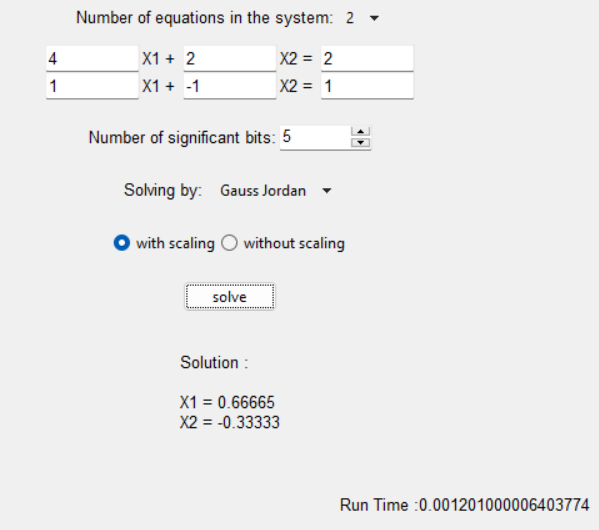 Number of equations in the system: 2
4 X1 + 2 X2 = 2
1 X1 + -1 X2 = 1
Number of significant bits: 5
Solving by: Gauss Jordan
with scaling without scaling
solve
Solution :
X1 = 0.66665
X2 = -0.33333
Run Time :0.001201000006403774